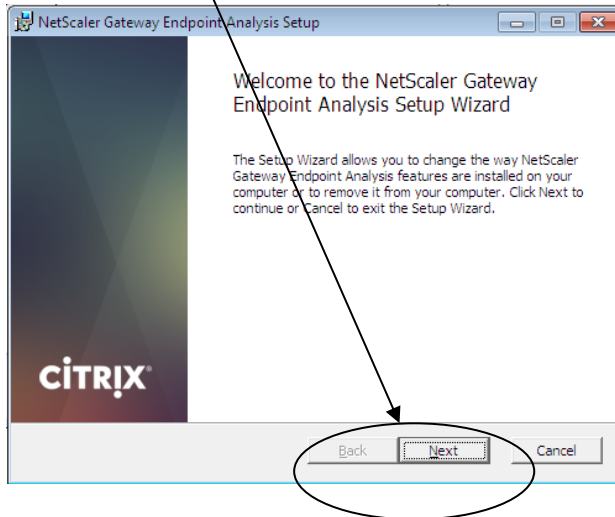 NetScaler Gateway Endpoint Analysis Setup
Welcome to the NetScaler Gateway
Endpoint Analysis Setup Wizard
The Setup Wizard allows you to change the way NetScaler
Gateway Endpoint Analysis features are installed on your
computer or to remove it from your computer. Click Next to
continue or Cancel to exit the Setup Wizard.
CİTRỊX®
Back Next Cancel